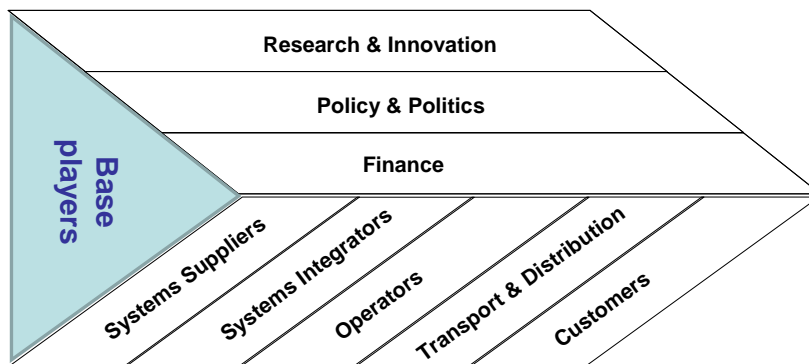 Research & Innovation
Policy & Politics
Finance
Base
players
Systems Suppliers
Systems Integrators
Operators
Transport & Distribution
Customers